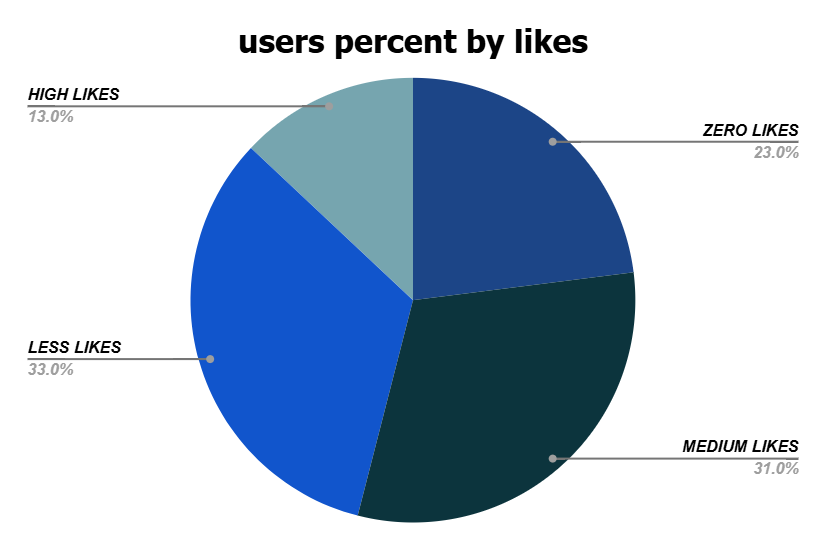 users percent by likes
HIGH LIKES
13.0%
ZERO LIKES
23.0%
LESS LIKES
33.0%
MEDIUM LIKES
31.0%